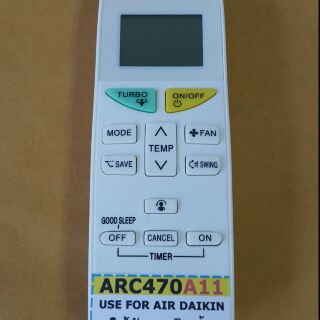 TURBO
ON/OFF
MODE
TEMP
FAN
SAVE
SWING
GOOD SLEEP
OFF
CANCEL
ON
TIMER
ARC470A11
USE FOR AIR DAIKIN